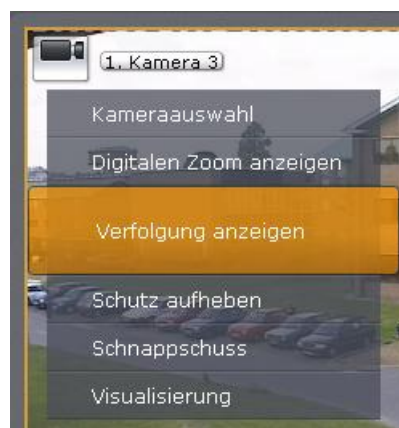 1. Kamera 3
Kameraauswahl
Digitalen Zoom anzeigen
Verfolgung anzeigen
Schutz aufheben
Schnappschuss
Visualisierung